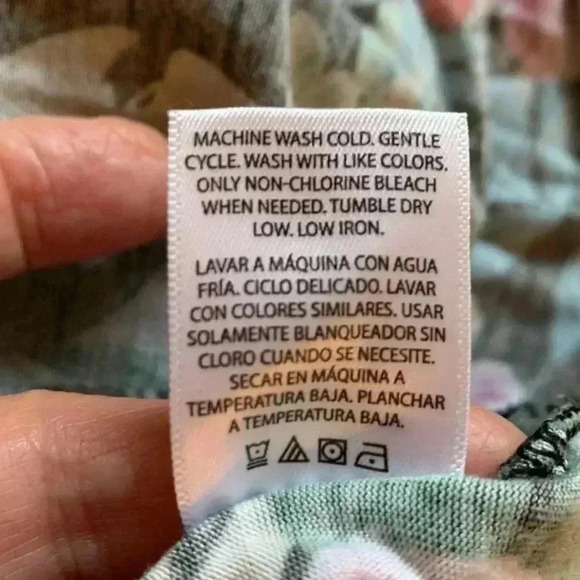 MACHINE WASH COLD. GENTLE
CYCLE. WASH WITH LIKE COLORS.
ONLY NON-CHLORINE BLEACH
WHEN NEEDED. TUMBLE DRY
LOW. LOW IRON.
LAVAR A MÁQUINA CON AGUA
FRÍA. CICLO DELICADO. LAVAR
CON COLORES SIMILARES. USAR
SOLAMENTE BLANQUEADOR SIN
CLORO CUANDO SE NECESITE.
SECAR EN MÁQUINA A
TEMPERATURA BAJA. PLANCHAR
A TEMPERATURA BAJA.